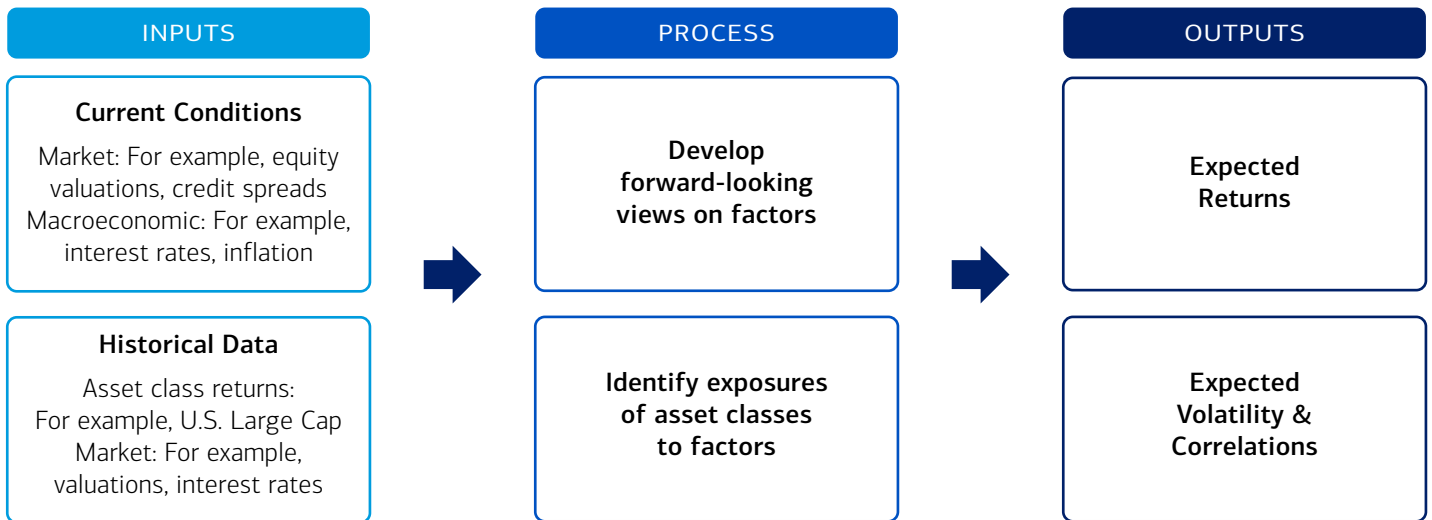 INPUTS
Current Conditions
Market: For example, equity
valuations, credit spreads
Macroeconomic: For example,
interest rates, inflation
Historical Data
Asset class returns:
For example, U.S. Large Cap
Market: For example,
valuations, interest rates
PROCESS
Develop
forward-looking
views on factors
Identify exposures
of asset classes
to factors
OUTPUTS
Expected
Returns
Expected
Volatility &
Correlations